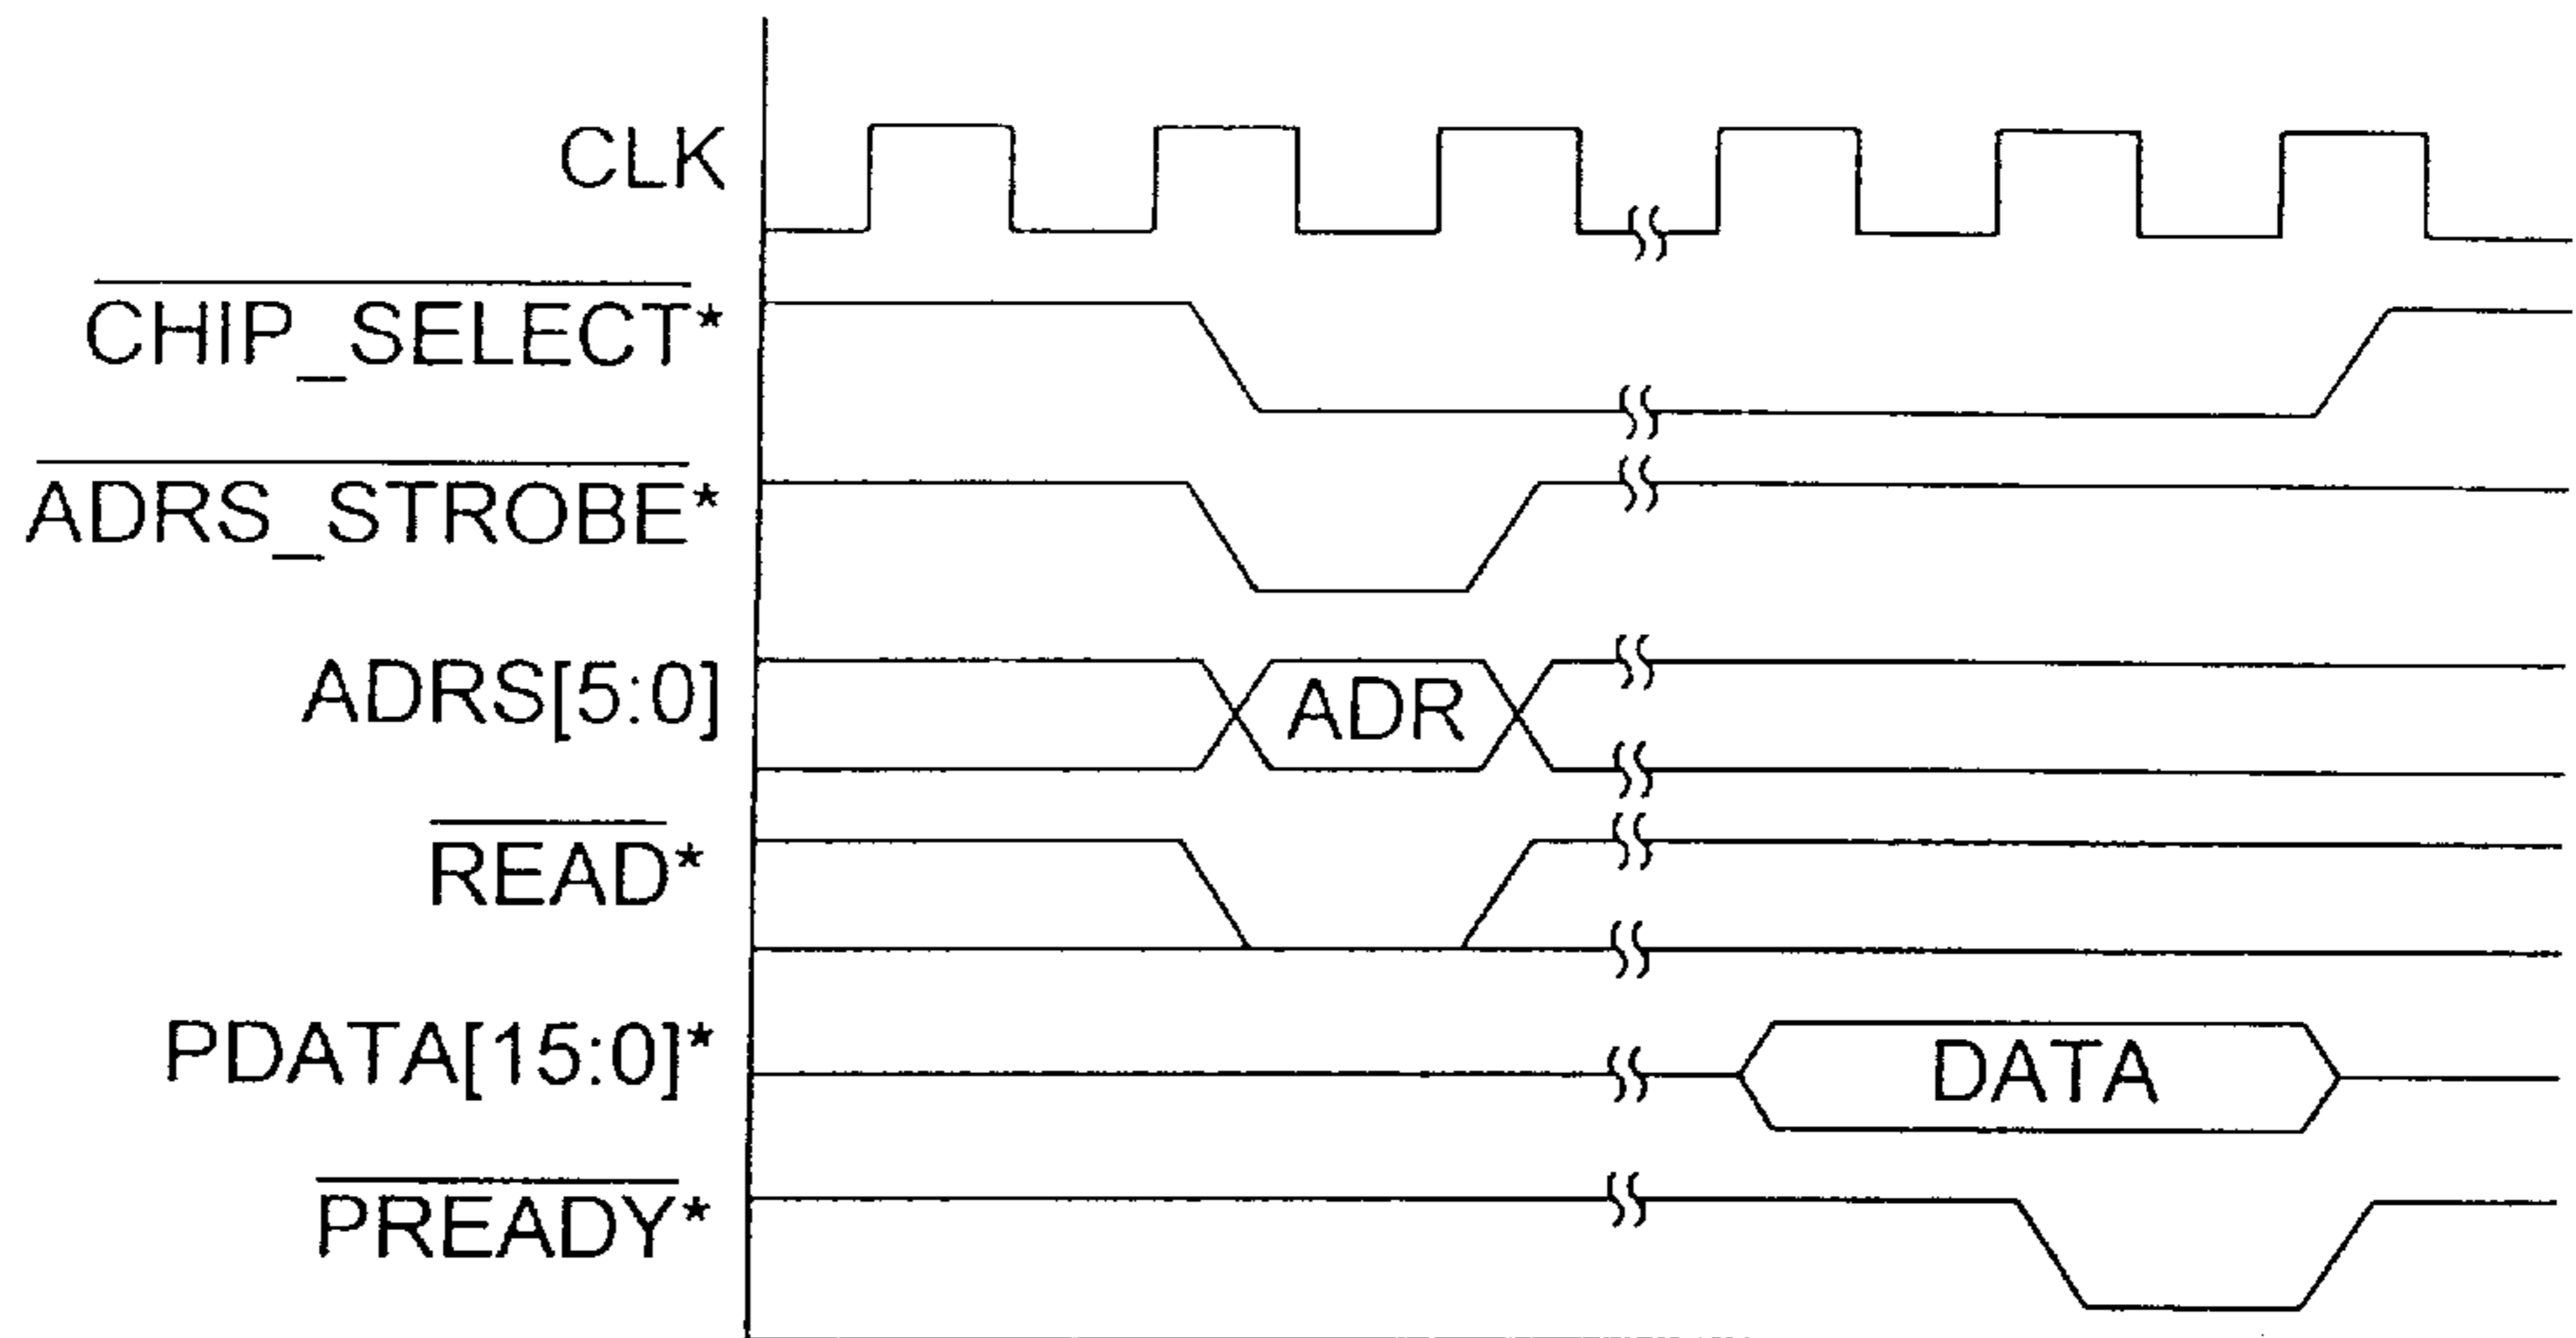 CLK
CHIP_SELECT*
ADRS_STROBE*
ADRS[5:0]
ADR
READ*
PDATA[15:0]*
DATA
PREADY*